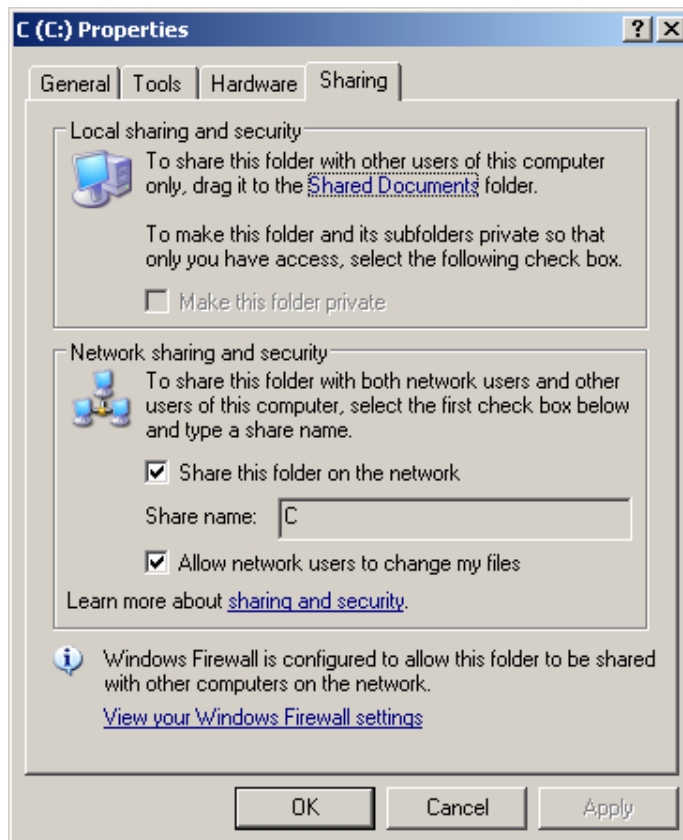 C (C:) Properties
General Tools Hardware Sharing
Local sharing and security
To share this folder with other users of this computer
only, drag it to the Shared Documents folder.
To make this folder and its subfolders private so that
only you have access, select the following check box.
Make this folder private
Network sharing and security
To share this folder with both network users and other
users of this computer, select the first check box below
and type a share name.
Share this folder on the network
Share name: C
Allow network users to change my files
Learn more about sharing and security.
Windows Firewall is configured to allow this folder to be shared
with other computers on the network.
View your Windows Firewall settings
OK Cancel Apply